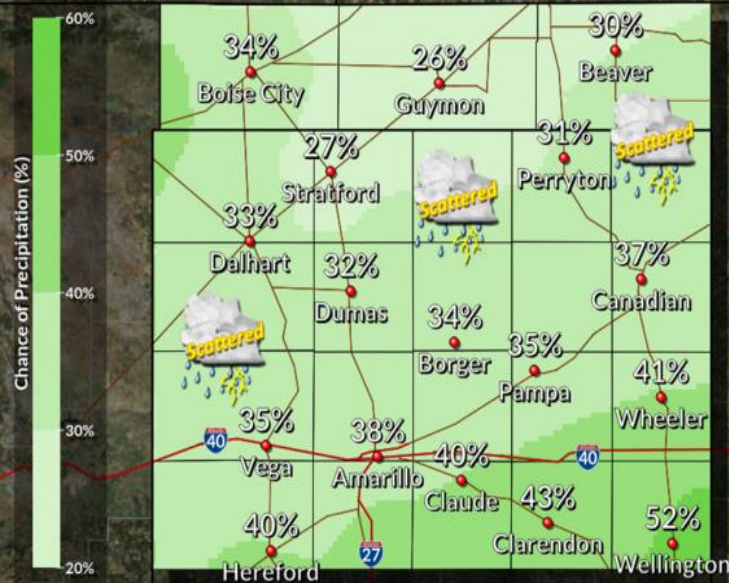 Chance of Precipitation (%)
60%
50%
40%
30%
20%
34%
Boise City
26%
Guymon
30%
Beaver
27%
Stratford
Scattered
31%
Perryton
Scattered
33%
Dalhart
32%
Dumas
37%
Canadian
Scattered
34%
Borger
35%
Pampa
41%
Wheeler
40
35%
Vega
38%
Amarillo
40%
Claude
40
43%
Clarendon
52%
Wellington
40%
Hereford
27